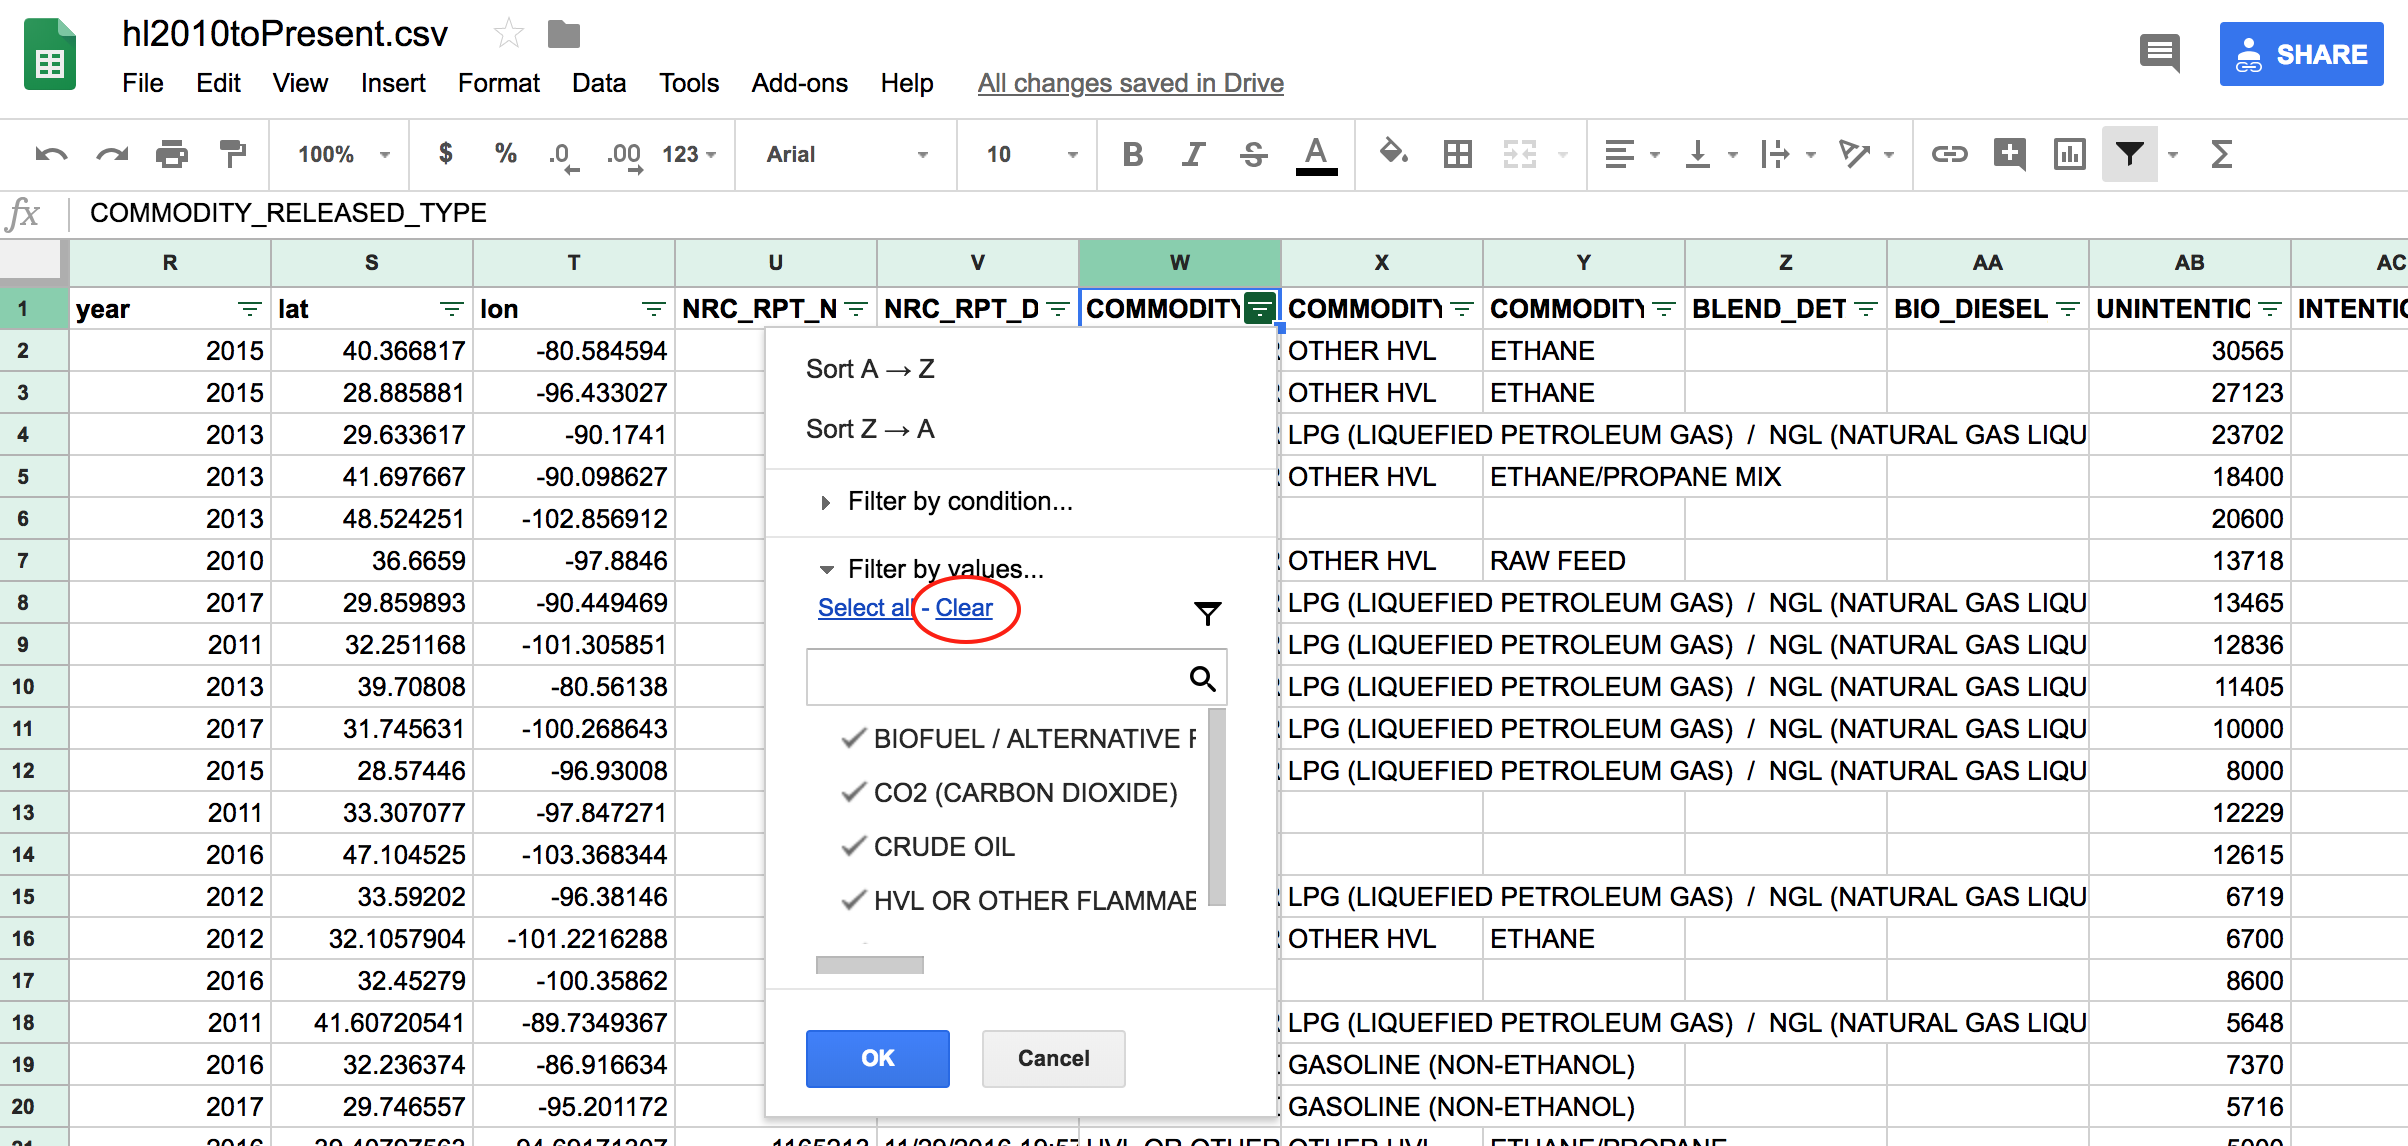 hl2010toPresent.csv
File Edit View Insert Format Data Tools Add-ons Help All changes saved in Drive
SHARE
100% $ % .0 .00 123 Arial 10 B I S A Σ
fx COMMODITY_RELEASED_TYPE
R S T U V W X Y Z AA AB AC
1 year lat lon NRC_RPT_N NRC_RPT_D COMMODITY COMMODITY COMMODITY BLEND_DET BIO_DIESEL UNINTENTIO INTENTIO
2 2015 40.366817 -80.584594 OTHER HVL ETHANE 30565
3 2015 28.885881 -96.433027 OTHER HVL ETHANE 27123
4 2013 29.633617 -90.1741 LPG (LIQUEFIED PETROLEUM GAS) / NGL (NATURAL GAS LIQU 23702
5 2013 41.697667 -90.098627 OTHER HVL ETHANE/PROPANE MIX 18400
6 2013 48.524251 -102.856912 20600
7 2010 36.6659 -97.8846 OTHER HVL RAW FEED 13718
8 2017 29.859893 -90.449469 LPG (LIQUEFIED PETROLEUM GAS) / NGL (NATURAL GAS LIQU 13465
9 2011 32.251168 -101.305851 LPG (LIQUEFIED PETROLEUM GAS) / NGL (NATURAL GAS LIQU 12836
10 2013 39.70808 -80.56138 LPG (LIQUEFIED PETROLEUM GAS) / NGL (NATURAL GAS LIQU 11405
11 2017 31.745631 -100.268643 LPG (LIQUEFIED PETROLEUM GAS) / NGL (NATURAL GAS LIQU 10000
12 2015 28.57446 -96.93008 LPG (LIQUEFIED PETROLEUM GAS) / NGL (NATURAL GAS LIQU 8000
13 2011 33.307077 -97.847271 12229
14 2016 47.104525 -103.368344 12615
15 2012 33.59202 -96.38146 LPG (LIQUEFIED PETROLEUM GAS) / NGL (NATURAL GAS LIQU 6719
16 2012 32.1057904 -101.2216288 OTHER HVL ETHANE 6700
17 2016 32.45279 -100.35862 8600
18 2011 41.60720541 -89.7349367 LPG (LIQUEFIED PETROLEUM GAS) / NGL (NATURAL GAS LIQU 5648
19 2016 32.236374 -86.916634 GASOLINE (NON-ETHANOL) 7370
20 2017 29.746557 -95.201172 GASOLINE (NON-ETHANOL) 5716
Sort A → Z
Sort Z → A
Filter by condition...
Filter by values...
Select all - Clear
BIOFUEL / ALTERNATIVE F
CO2 (CARBON DIOXIDE)
CRUDE OIL
HVL OR OTHER FLAMMAB
OK Cancel